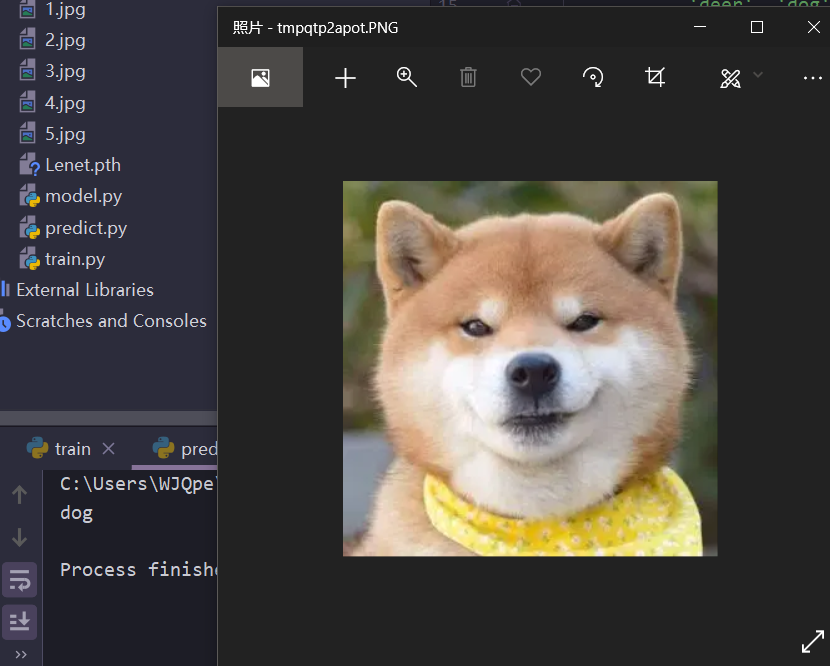 1.jpg
2.jpg
3.jpg
4.jpg
5.jpg
Lenet.pth
model.py
predict.py
train.py
External Libraries
Scratches and Consoles
15
'deer', 'dog'
照片 - tmpqtp2apot.PNG
train
pred
C:\Users\WJQpe
dog
Process finishe